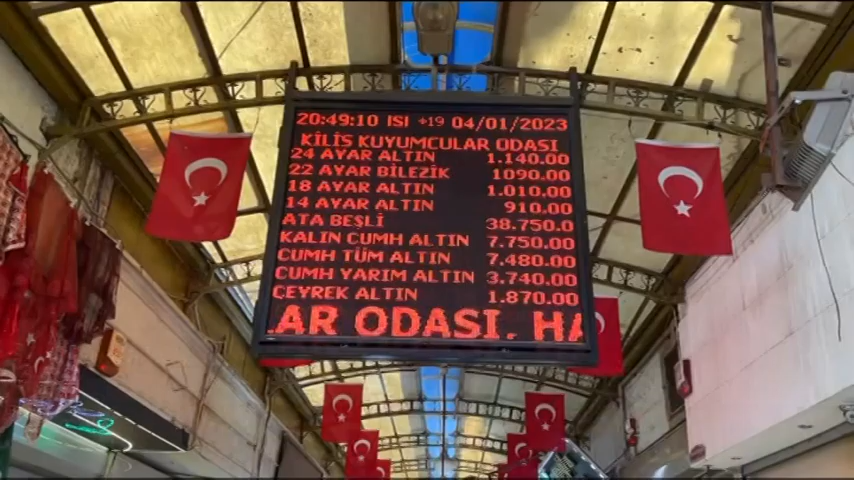 20:49:10 ISI +19 04/01/2023
KİLİS KUYUMCULAR ODASI
24 AYAR ALTIN 1.140.00
22 AYAR BİLEZİK 1090.00
18 AYAR ALTIN 1.010.00
14 AYAR ALTIN 910.00
ATA BEŞLİ 38.750.0
KALIN CUMH ALTIN 7.750.00
CUMH TÜM ALTIN 7.480.00
CUMH YARIM ALTIN 3.740.00
ÇEYREK ALTIN 1.870.00
LAR ODASI. HA